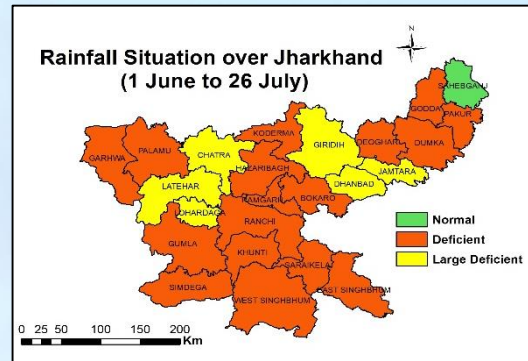 Rainfall Situation over Jharkhand
(1 June to 26 July)
N
SAHEBGANJ
GODDA
PAKUR
KODERMA
GIRIDIH
DEOGHAR
DUMKA
PALAMU
GARHWA
CHATRA
HAZARIBAGH
JAMTARA
DHANBAD
LATEHAR
BOKARO
RAMGARH
LOHARDAGA
RANCHI
GUMLA
KHUNTI
SARAIKELA
SIMDEGA
WEST SINGHBHUM
EAST SINGHBHUM
Normal
Deficient
Large Deficient
0 25 50 100 150 200
Km